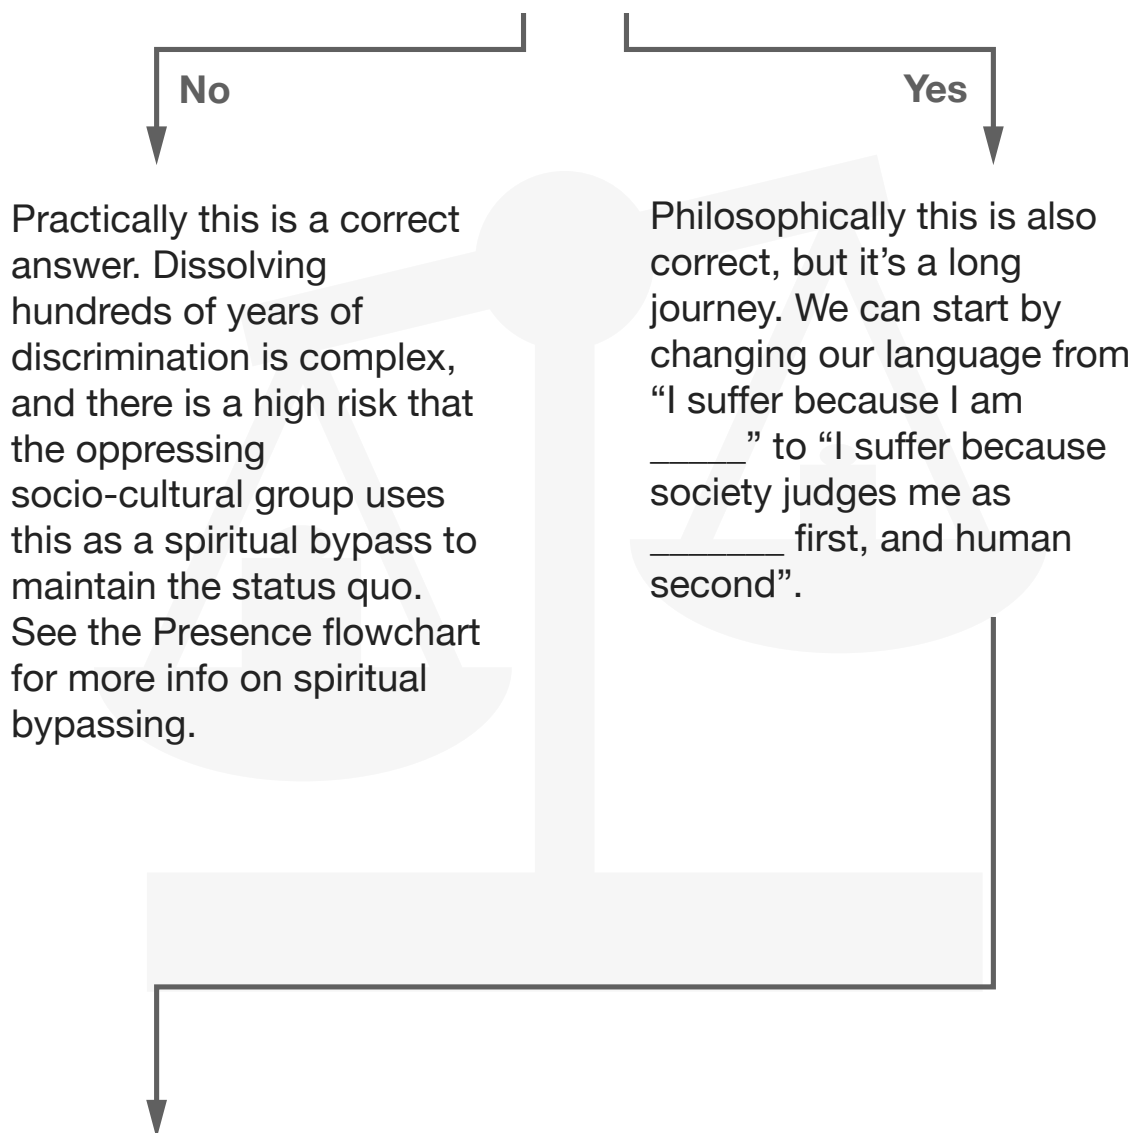 No
Yes
Practically this is a correct
answer. Dissolving
hundreds of years of
discrimination is complex,
and there is a high risk that
the oppressing
socio-cultural group uses
this as a spiritual bypass to
maintain the status quo.
See the Presence flowchart
for more info on spiritual
bypassing.
Philosophically this is also
correct, but it’s a long
journey. We can start by
changing our language from
“I suffer because I am
_____” to “I suffer because
society judges me as
_______ first, and human
second”.